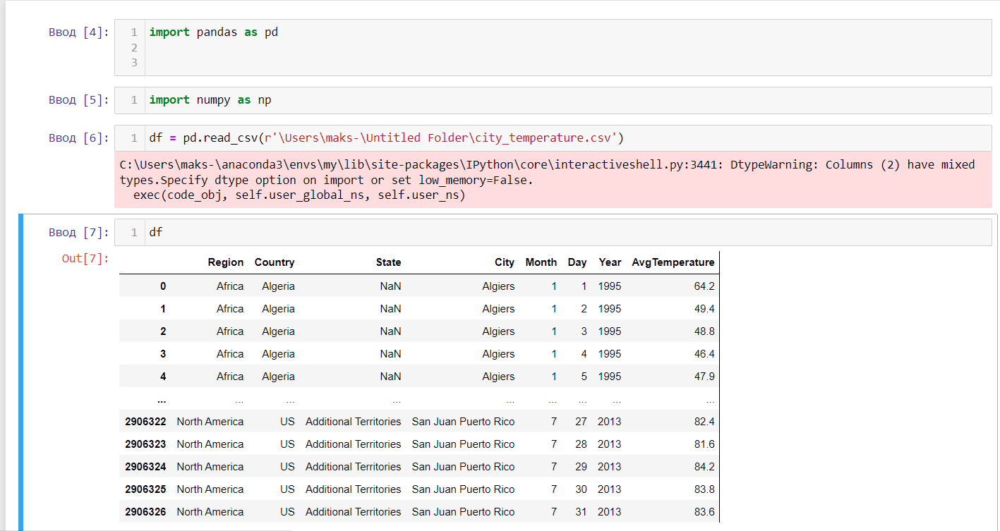 Ввод [4]: 1 import pandas as pd
2
3
Ввод [5]: 1 import numpy as np
Ввод [6]: 1 df = pd.read_csv(r'\Users\maks-\Untitled Folder\city_temperature.csv')
C:\Users\maks-\anaconda3\envs\my\lib\site-packages\IPython\core\interactiveshell.py:3441: DtypeWarning: Columns (2) have mixed
types.Specify dtype option on import or set low_memory=False.
exec(code_obj, self.user_global_ns, self.user_ns)
Ввод [7]: 1 df
Out[7]:
Region Country State City Month Day Year AvgTemperature
0 Africa Algeria NaN Algiers 1 1 1995 64.2
1 Africa Algeria NaN Algiers 1 2 1995 49.4
2 Africa Algeria NaN Algiers 1 3 1995 48.8
3 Africa Algeria NaN Algiers 1 4 1995 46.4
4 Africa Algeria NaN Algiers 1 5 1995 47.9
... ... ... ... ... ... ... ... ...
2906322 North America US Additional Territories San Juan Puerto Rico 7 27 2013 82.4
2906323 North America US Additional Territories San Juan Puerto Rico 7 28 2013 81.6
2906324 North America US Additional Territories San Juan Puerto Rico 7 29 2013 84.2
2906325 North America US Additional Territories San Juan Puerto Rico 7 30 2013 83.8
2906326 North America US Additional Territories San Juan Puerto Rico 7 31 2013 83.6